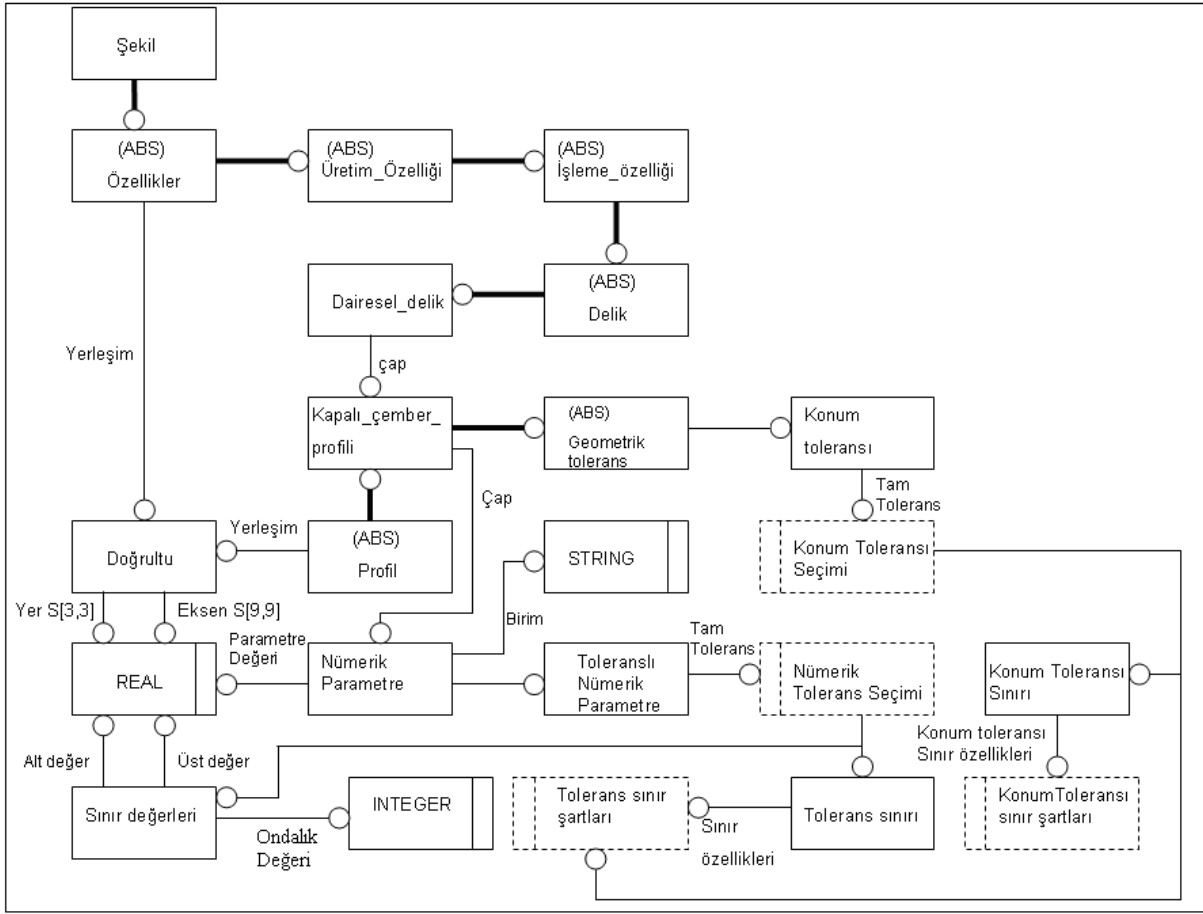 Şekil
(ABS)
Özellikler
(ABS)
Üretim_Özelliği
(ABS)
İşleme_özelliği
Dairesel_delik
(ABS)
Delik
Yerleşim
çap
Kapalı_çember_
profili
(ABS)
Geometrik
tolerans
Konum
toleransı
Çap
Tam
Tolerans
Yerleşim
Doğrultu
(ABS)
Profil
STRING
Konum Toleransı
Seçimi
Yer S[3,3]
Eksen S[9,9]
Birim
Parametre
Değeri
Tam
Tolerans
REAL
Nümerik
Parametre
Toleranslı
Nümerik
Parametre
Nümerik
Tolerans Seçimi
Konum Toleransı
Sınırı
Alt değer
Üst değer
Konum toleransı
Sınır özellikleri
Sınır değerleri
INTEGER
Tolerans sınır
şartları
Tolerans sınırı
KonumToleransı
sınır şartları
Ondalık
Değeri
Sınır
özellikleri